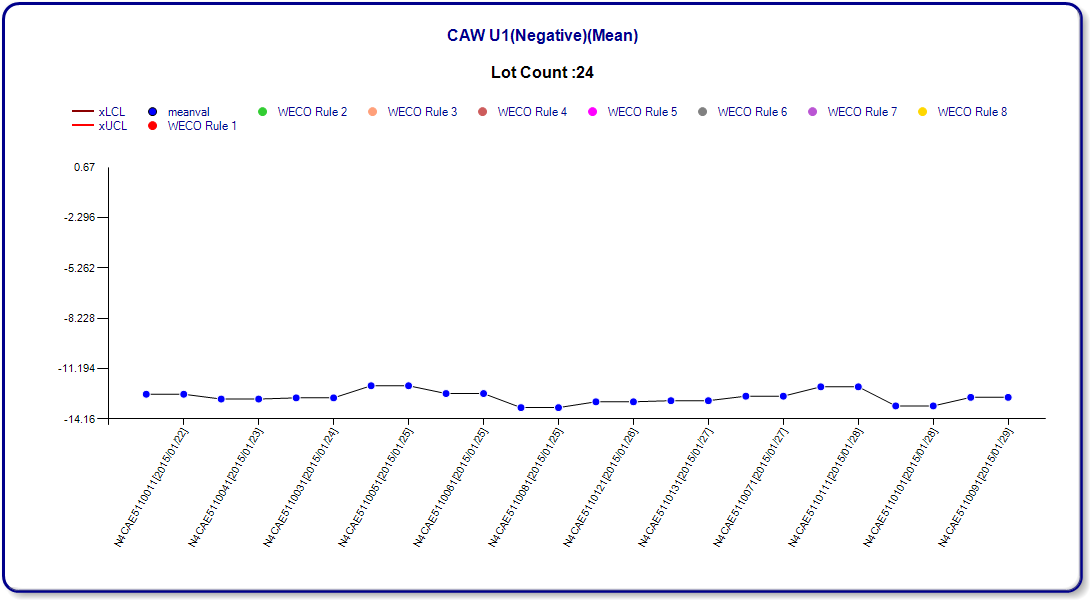 CAW U1(Negative)(Mean)
Lot Count :24
xLCL meanval WECO Rule 2 WECO Rule 3 WECO Rule 4 WECO Rule 5 WECO Rule 6 WECO Rule 7 WECO Rule 8
xUCL WECO Rule 1
0.67
-2.296
-5.262
-8.228
-11.194
-14.16
N4CAE5110011[2015/01/22]
N4CAE5110041[2015/01/23]
N4CAE5110031[2015/01/24]
N4CAE5110051[2015/01/25]
N4CAE5110061[2015/01/25]
N4CAE5110081[2015/01/25]
N4CAE5110121[2015/01/26]
N4CAE5110131[2015/01/27]
N4CAE5110071[2015/01/27]
N4CAE5110111[2015/01/28]
N4CAE5110101[2015/01/28]
N4CAE5110091[2015/01/29]